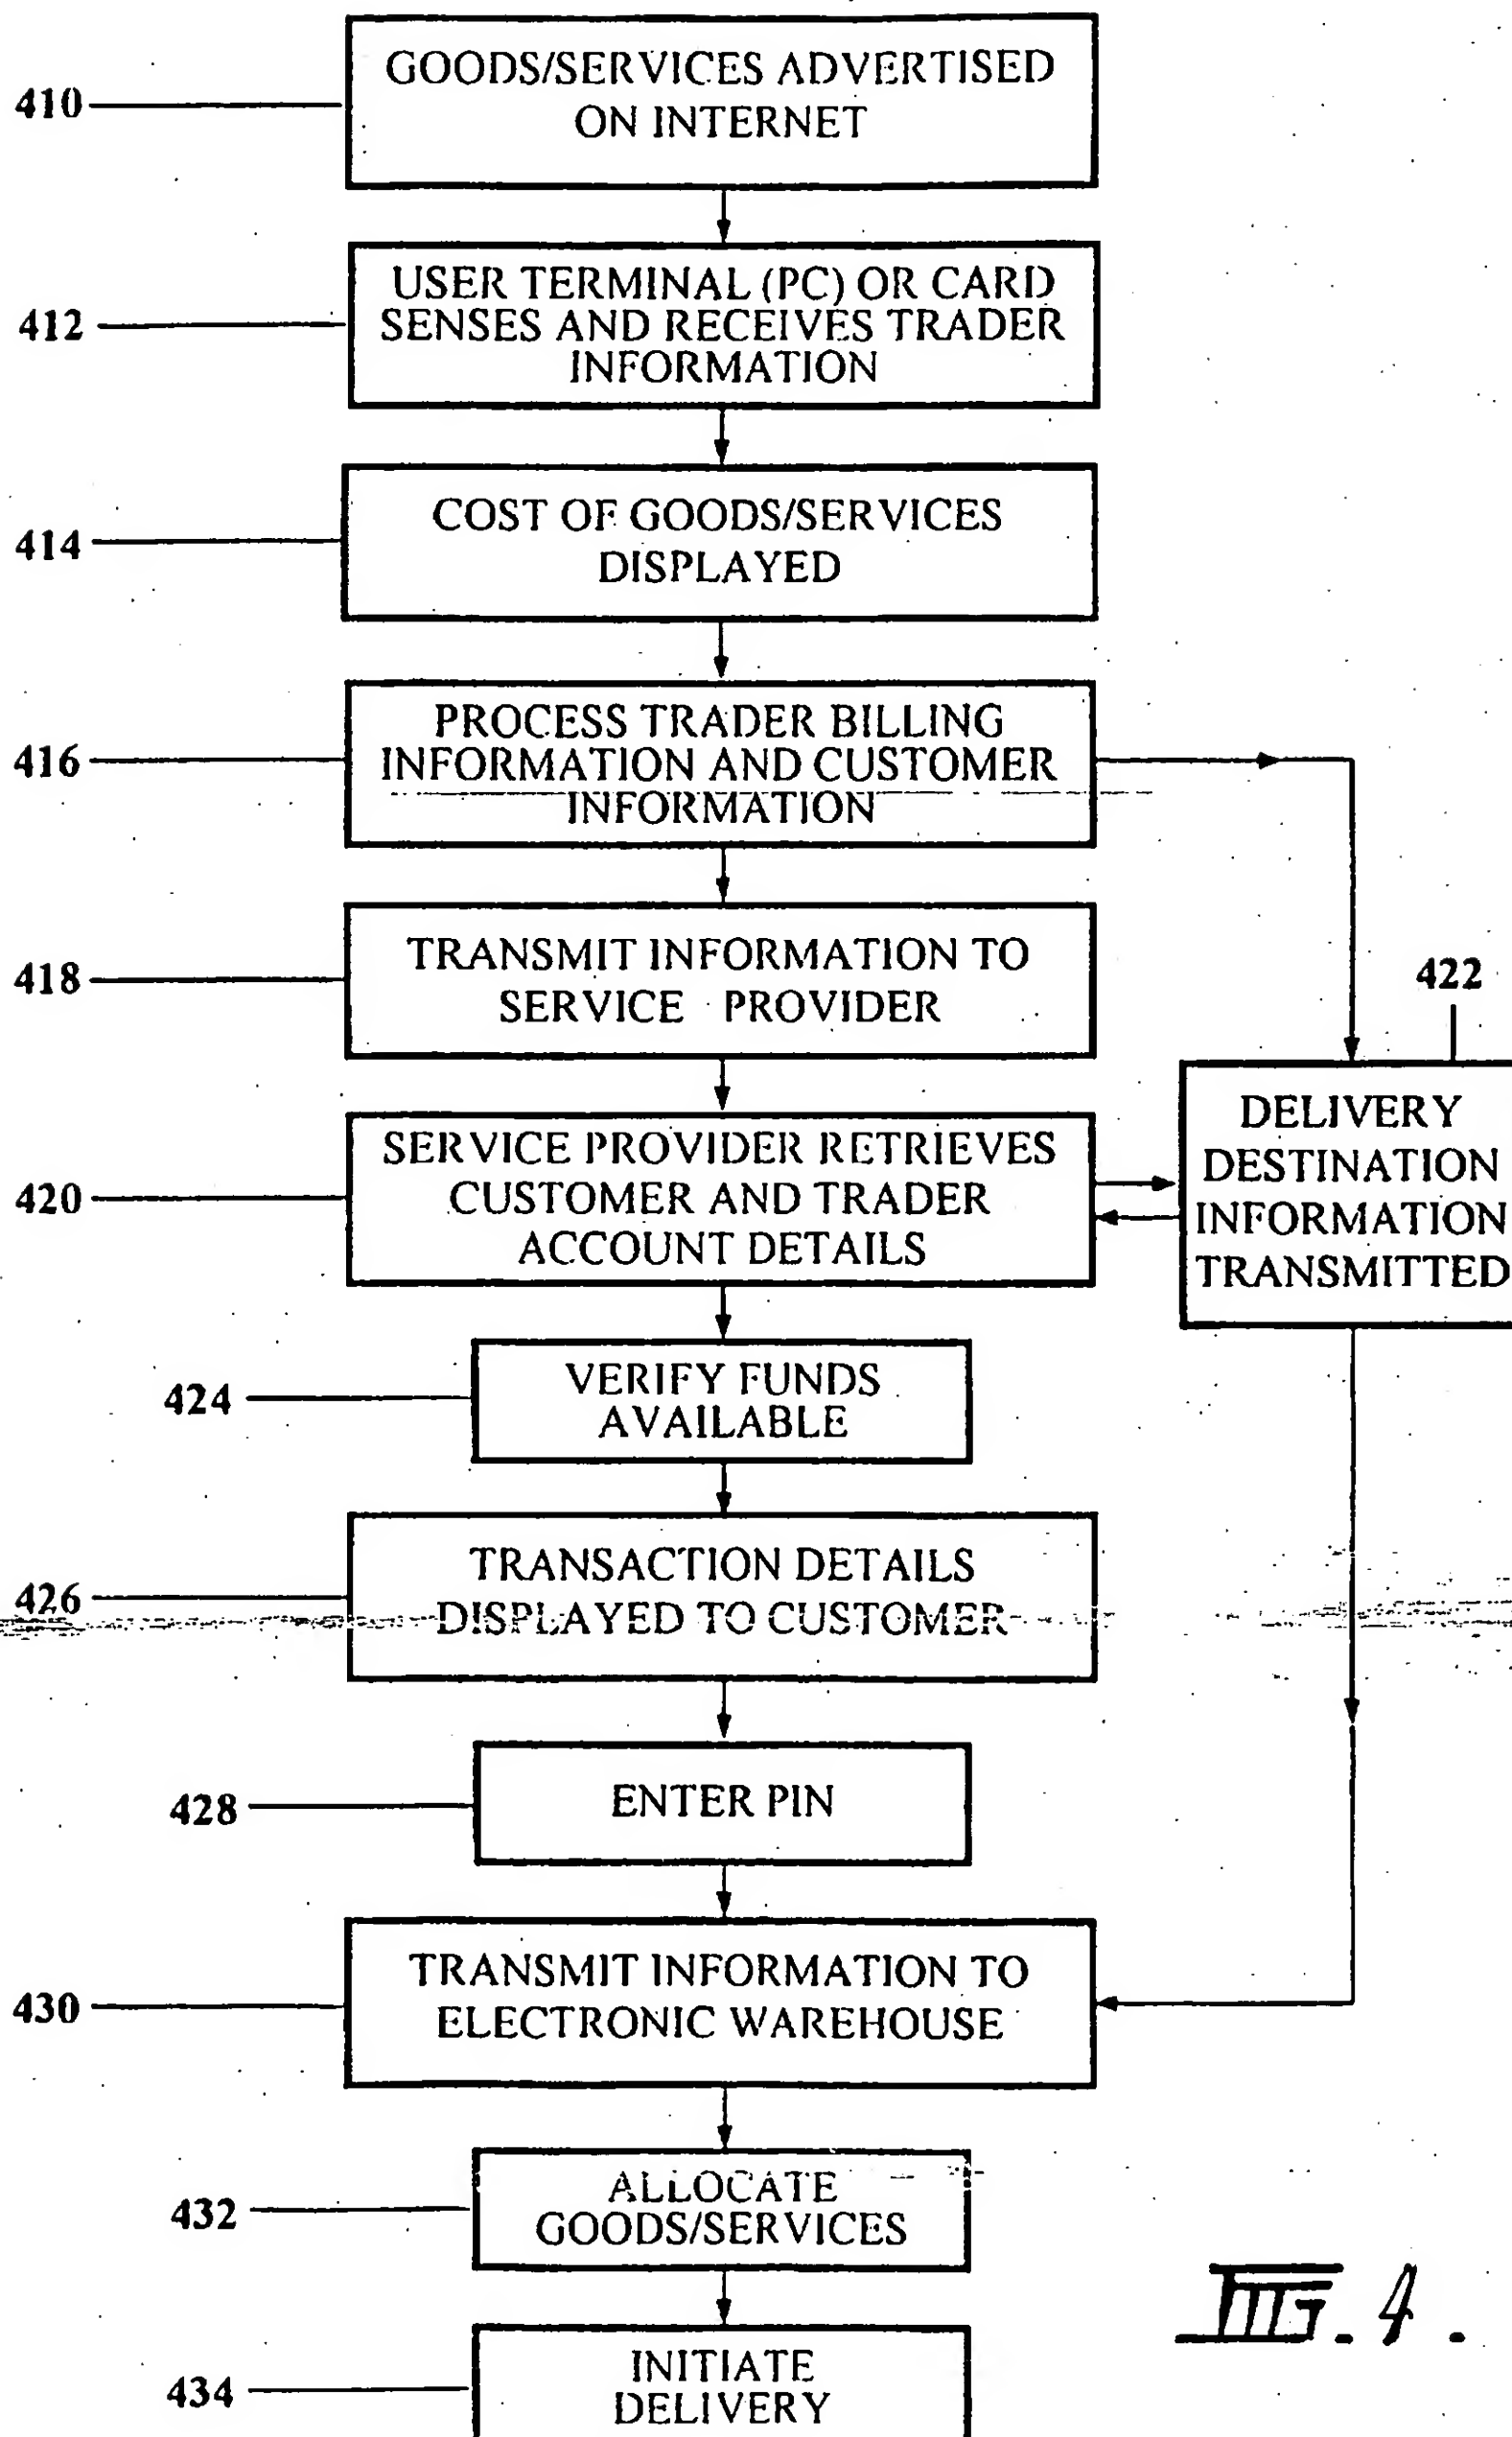 410
GOODS/SERVICES ADVERTISED
ON INTERNET
412
USER TERMINAL (PC) OR CARD
SENSES AND RECEIVES TRADER
INFORMATION
414
COST OF GOODS/SERVICES
DISPLAYED
416
PROCESS TRADER BILLING
INFORMATION AND CUSTOMER
INFORMATION
418
TRANSMIT INFORMATION TO
SERVICE PROVIDER
422
DELIVERY
DESTINATION
INFORMATION
TRANSMITTED
420
SERVICE PROVIDER RETRIEVES
CUSTOMER AND TRADER
ACCOUNT DETAILS
424
VERIFY FUNDS
AVAILABLE
426
TRANSACTION DETAILS
DISPLAYED TO CUSTOMER
428
ENTER PIN
430
TRANSMIT INFORMATION TO
ELECTRONIC WAREHOUSE
432
ALLOCATE
GOODS/SERVICES
434
INITIATE
DELIVERY
FIG. 4.